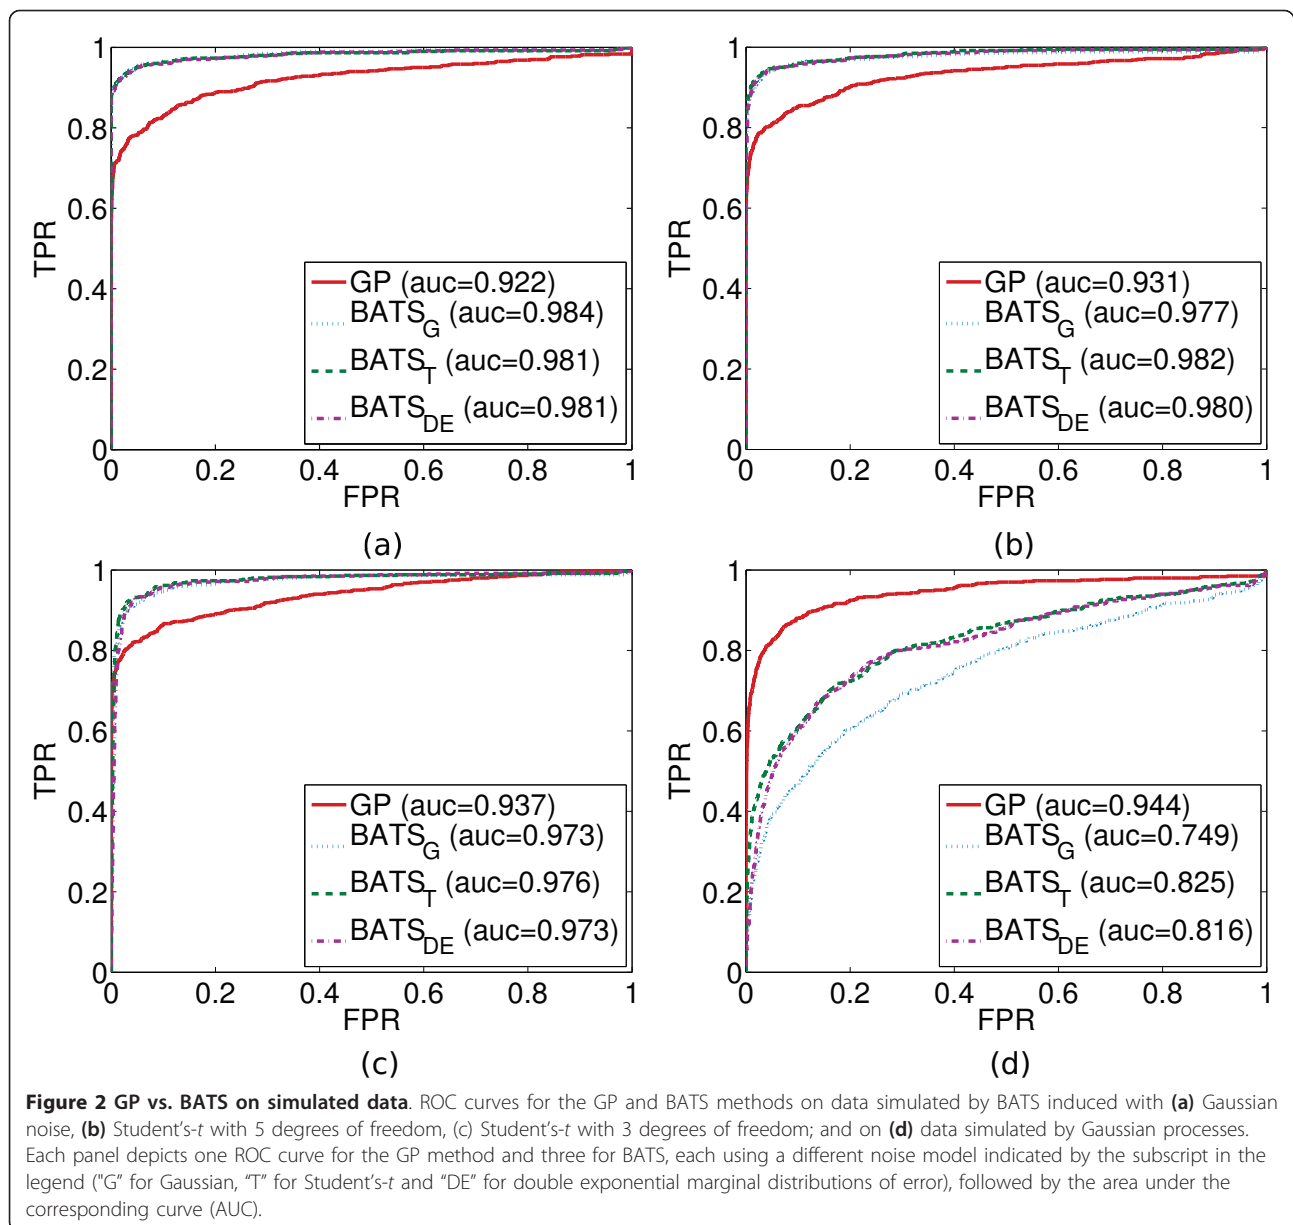 1
0.8
0.6
0.4
0.2
0
TPR
GP (auc=0.922)
BATS_G (auc=0.984)
BATS_T (auc=0.981)
BATS_DE (auc=0.981)
0 0.2 0.4 0.6 0.8 1
FPR
(a)
1
0.8
0.6
0.4
0.2
0
TPR
GP (auc=0.931)
BATS_G (auc=0.977)
BATS_T (auc=0.982)
BATS_DE (auc=0.980)
0 0.2 0.4 0.6 0.8 1
FPR
(b)
1
0.8
0.6
0.4
0.2
0
TPR
GP (auc=0.937)
BATS_G (auc=0.973)
BATS_T (auc=0.976)
BATS_DE (auc=0.973)
0 0.2 0.4 0.6 0.8 1
FPR
(c)
1
0.8
0.6
0.4
0.2
0
TPR
GP (auc=0.944)
BATS_G (auc=0.749)
BATS_T (auc=0.825)
BATS_DE (auc=0.816)
0 0.2 0.4 0.6 0.8 1
FPR
(d)
Figure 2 GP vs. BATS on simulated data. ROC curves for the GP and BATS methods on data simulated by BATS induced with (a) Gaussian
noise, (b) Student's-t with 5 degrees of freedom, (c) Student's-t with 3 degrees of freedom; and on (d) data simulated by Gaussian processes.
Each panel depicts one ROC curve for the GP method and three for BATS, each using a different noise model indicated by the subscript in the
legend ("G" for Gaussian, "T" for Student's-t and "DE" for double exponential marginal distributions of error), followed by the area under the
corresponding curve (AUC).